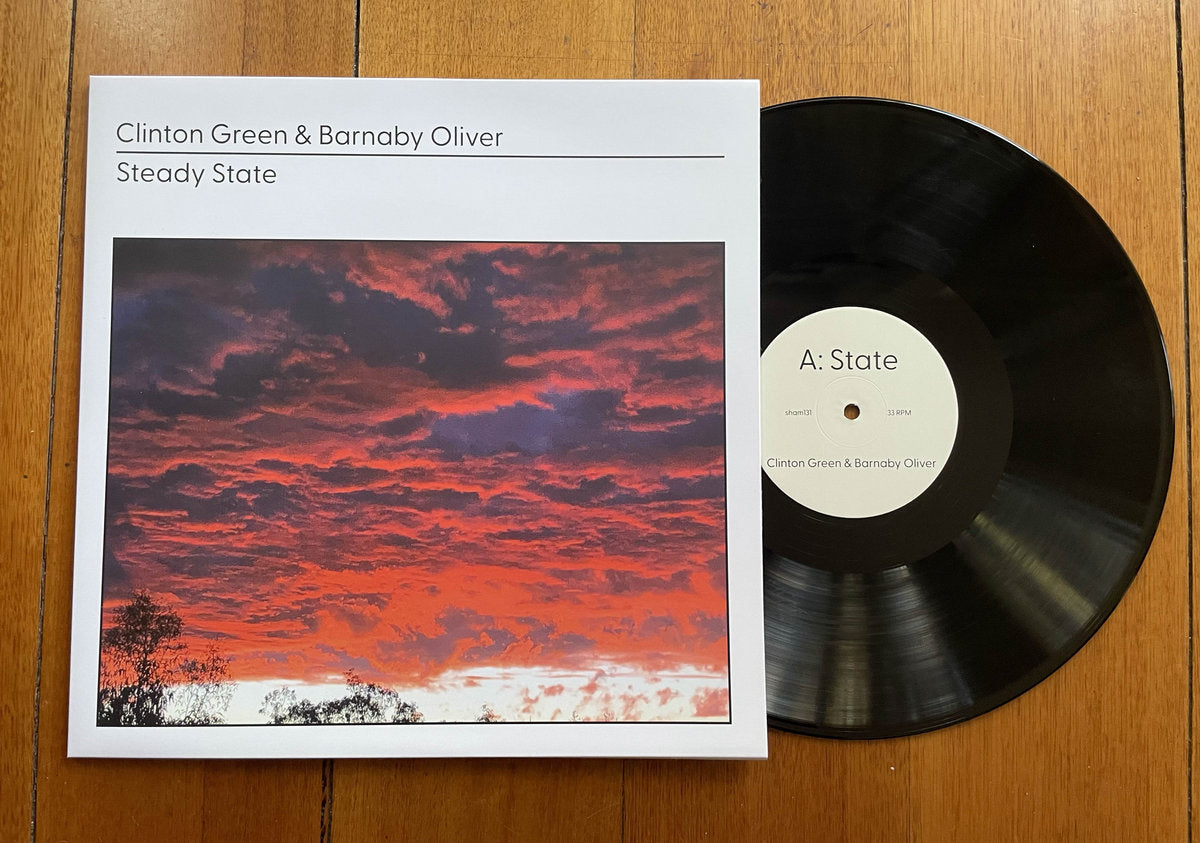 Clinton Green & Barnaby Oliver
Steady State
A: State
sham131 33 RPM
Clinton Green & Barnaby Oliver